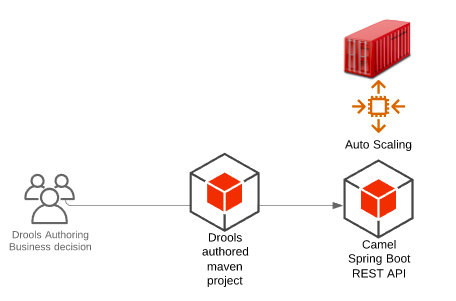 Auto Scaling
Drools Authoring
Business decision
Drools
authored
maven
project
Camel
Spring Boot
REST API